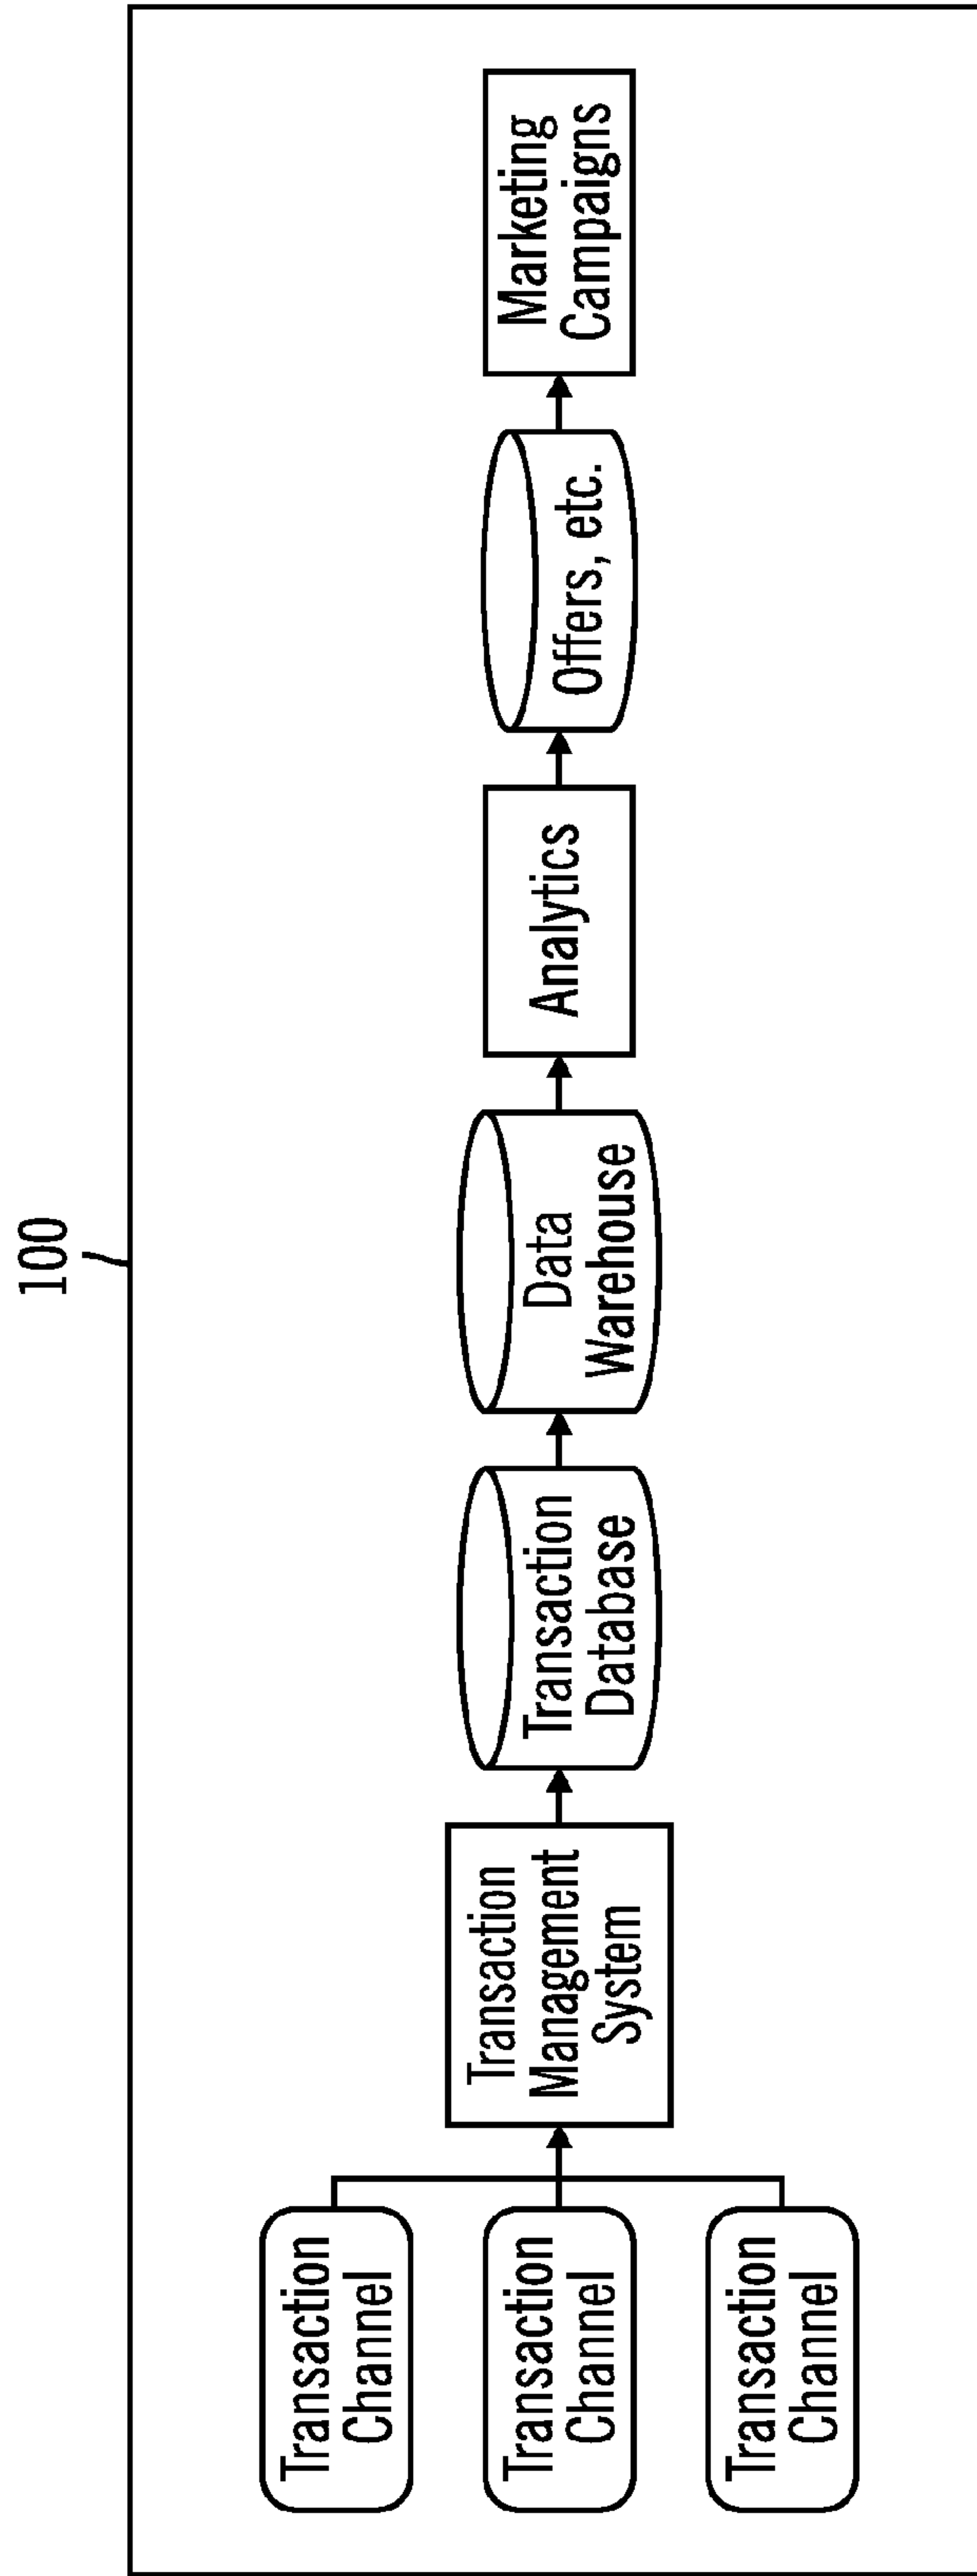 100
Transaction
Channel
Transaction
Channel
Transaction
Channel
Transaction
Management
System
Transaction
Database
Data
Warehouse
Analytics
Offers, etc.
Marketing
Campaigns